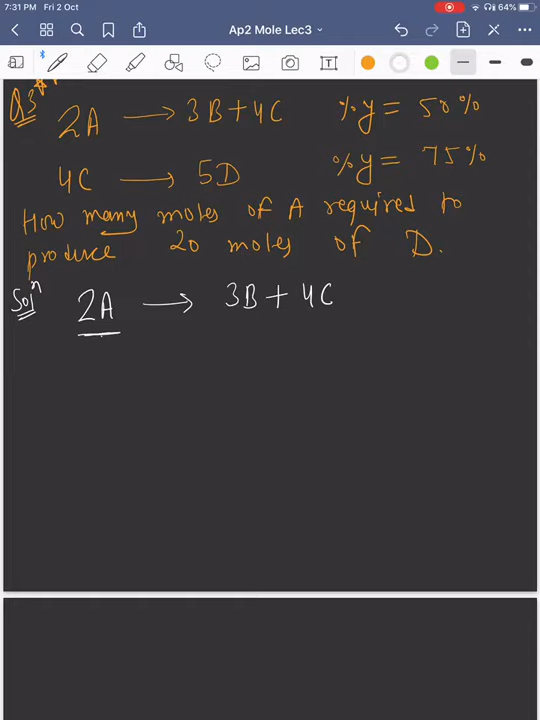 7:31 PM Fri 2 Oct 64%
Ap2 Mole Lec3
Q3**
2A → 3B + 4C %y = 50%
4C → 5D %y = 75%
How many moles of A required to
produce 20 moles of D.
Solⁿ 2A → 3B + 4C